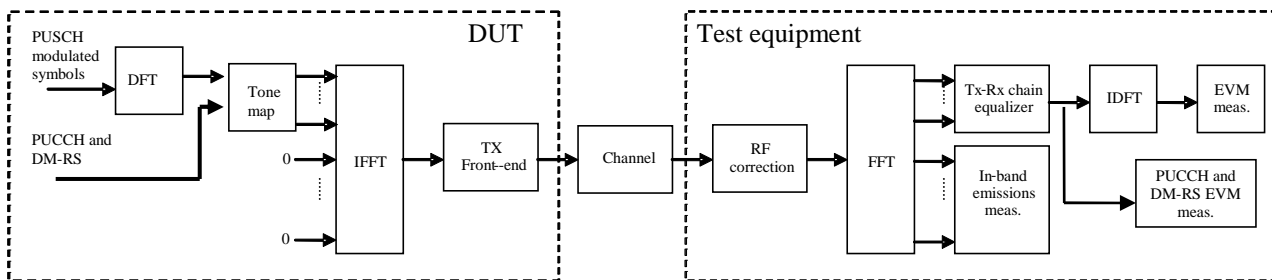 DUT
Test equipment
PUSCH
modulated
symbols
DFT
Tone
map
PUCCH and
DM-RS
0
0
IFFT
TX
Front--end
Channel
RF
correction
FFT
Tx-Rx chain
equalizer
IDFT
EVM
meas.
In-band
emissions
meas.
PUCCH and
DM-RS EVM
meas.